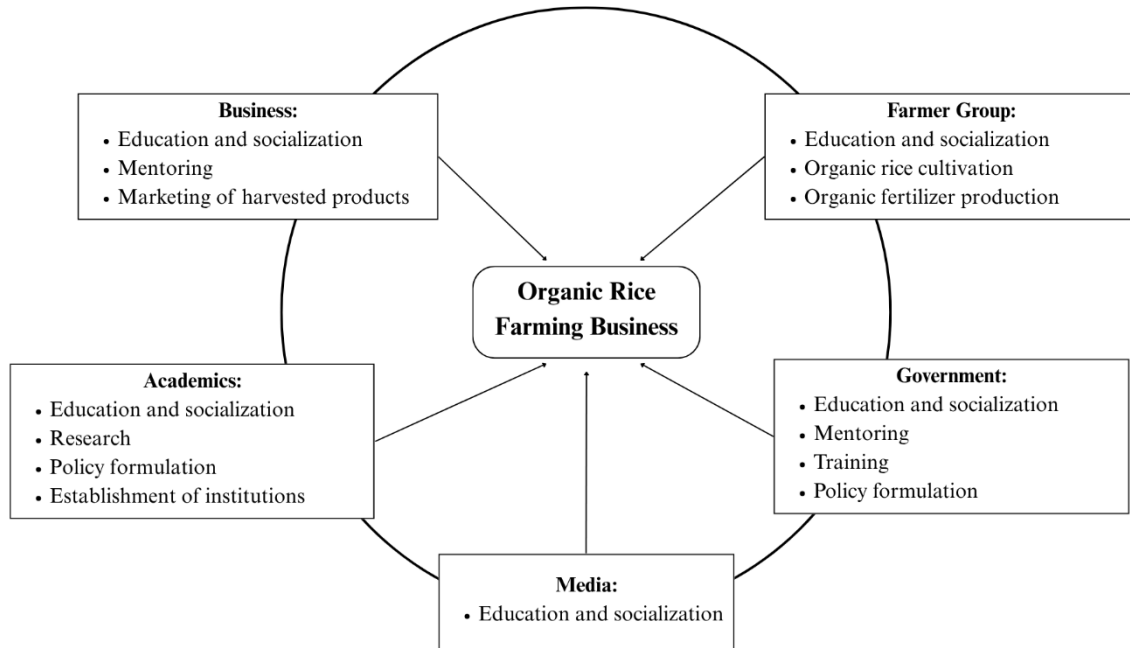 Business:
• Education and socialization
• Mentoring
• Marketing of harvested products
Farmer Group:
• Education and socialization
• Organic rice cultivation
• Organic fertilizer production
Organic Rice
Farming Business
Academics:
• Education and socialization
• Research
• Policy formulation
• Establishment of institutions
Government:
• Education and socialization
• Mentoring
• Training
• Policy formulation
Media:
• Education and socialization